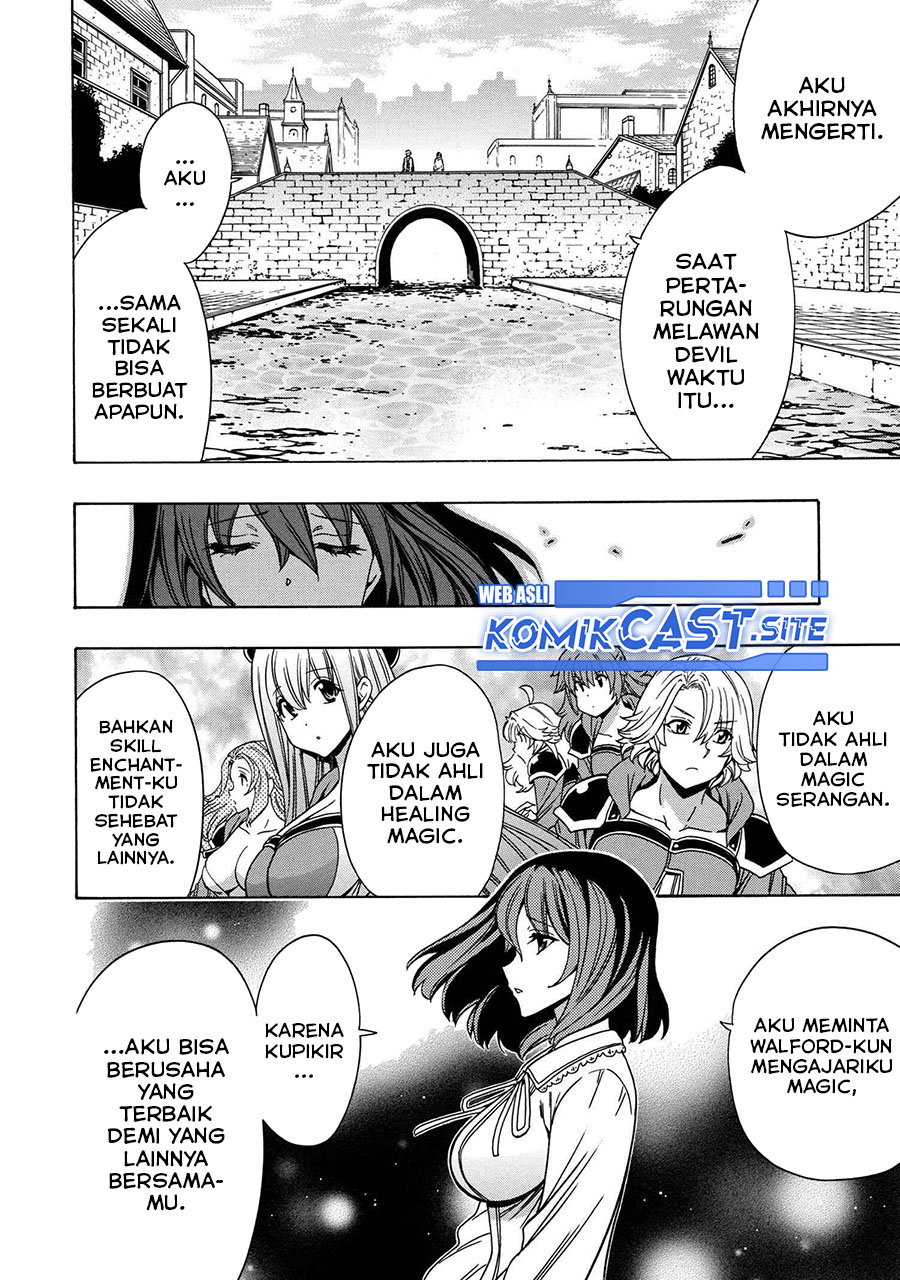 AKU
AKHIRNYA
MENGERTI.
SAAT
PERTA-
RUNGAN
MELAWAN
DEVIL
WAKTU
ITU...
...
AKU
...
...SAMA
SEKALI
TIDAK
BISA
BERBUAT
APAPUN.
WEB ASLI
KOMIKCAST.SITE
AKU
TIDAK AHLI
DALAM
MAGIC
SERANGAN.
AKU JUGA
TIDAK AHLI
DALAM
HEALING
MAGIC.
BAHKAN
SKILL
ENCHANT-
MENT-KU
TIDAK
SEHEBAT
YANG
LAINNYA.
AKU MEMINTA
WALFORD-KUN
MENGAJARIKU
MAGIC,
KARENA
KUPIKIR
...
...AKU BISA
BERUSAHA
YANG
TERBAIK
DEMI YANG
LAINNYA
BERSAMA-
MU.